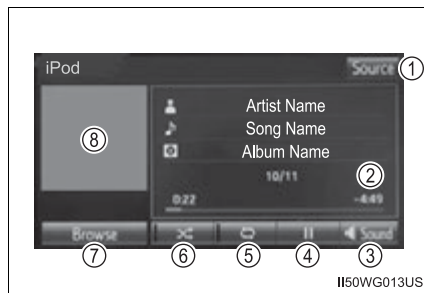 iPod
Source
1
Artist Name
Song Name
Album Name
8
10/11
2
0:22
-4:49
Browse
Sound
7
6
5
4
3
II50WG013US